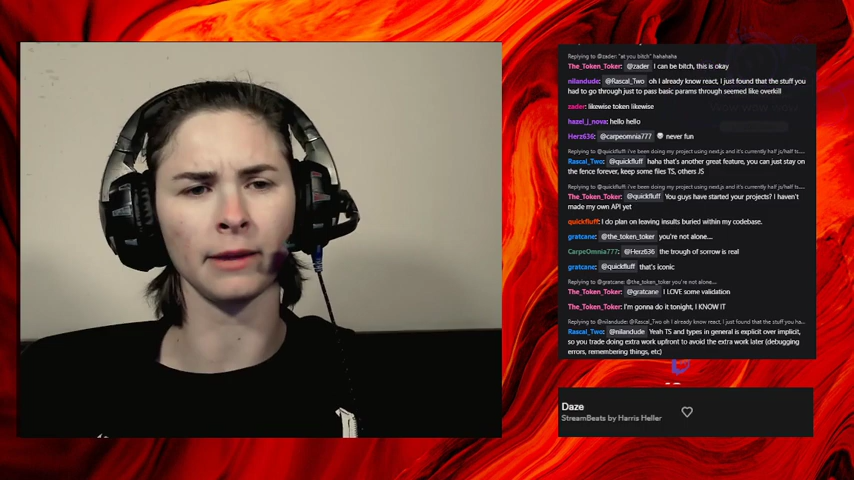 Replying to @zader: "at you bitch" hahahaha
The_Token_Toker: @zader I can be bitch, this is okay
nilandude: @Rascal_Two oh I already know react, I just found that the stuff you
had to go through just to pass basic params through seemed like overkill
zader: likewise token likewise
hazel_j_nova: hello hello
Herz636: @carpeomnia777 never fun
Replying to @quickfluff: i've been doing my project using next.js and it's currently half js/half ts....
Rascal_Two: @quickfluff haha that's another great feature, you can just stay on
the fence forever, keep some files TS, others JS
Replying to @quickfluff: i've been doing my project using next.js and it's currently half js/half ts....
The_Token_Toker: @quickfluff You guys have started your projects? I haven't
made my own API yet
quickfluff: I do plan on leaving insults buried within my codebase.
gratcane: @the_token_toker you're not alone....
CarpeOmnia777: @Herz636 the trough of sorrow is real
gratcane: @quickfluff that's iconic
Replying to @gratcane: @the_token_toker you're not alone....
The_Token_Toker: @gratcane I LOVE some validation
The_Token_Toker: I'm gonna do it tonight, I KNOW IT
Replying to @nilandude: @Rascal_Two oh I already know react, I just found that the stuff you ha...
Rascal_Two: @nilandude Yeah TS and types in general is explicit over implicit,
so you trade doing extra work upfront to avoid the extra work later (debugging
errors, remembering things, etc)
Daze
StreamBeats by Harris Heller